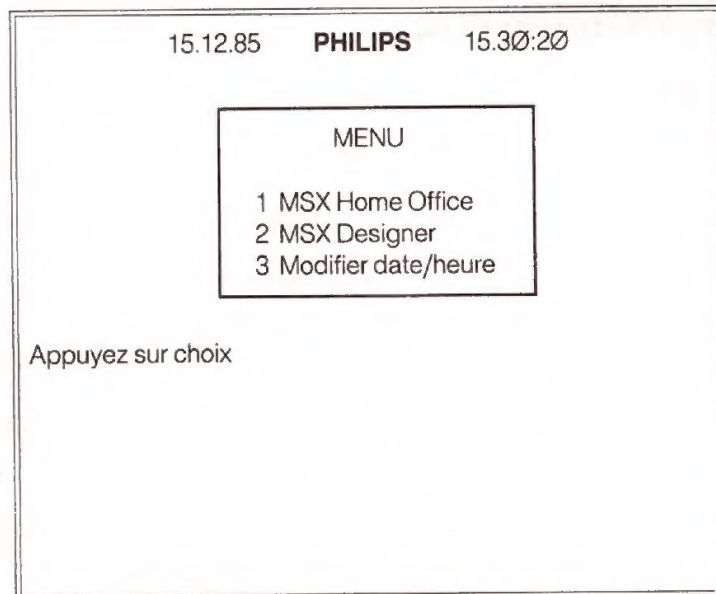 15.12.85 PHILIPS 15.3Ø:2Ø
MENU
1 MSX Home Office
2 MSX Designer
3 Modifier date/heure
Appuyez sur choix